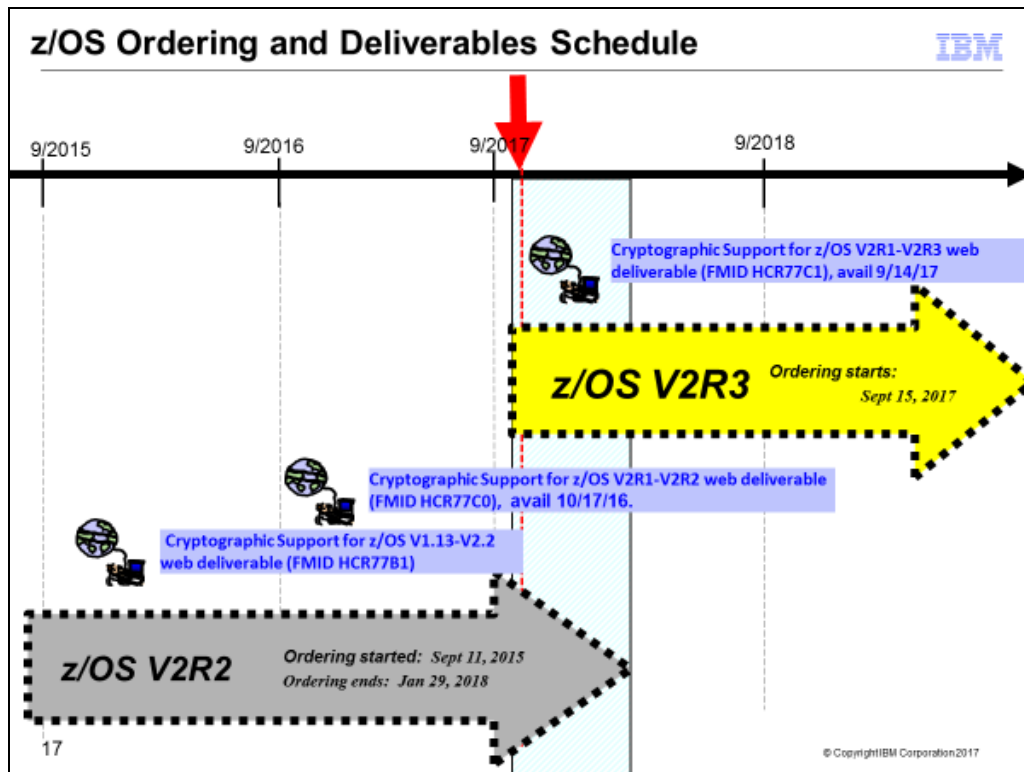 z/OS Ordering and Deliverables Schedule
IBM
9/2015
9/2016
9/2017
9/2018
Cryptographic Support for z/OS V2R1-V2R3 web
deliverable (FMID HCR77C1), avail 9/14/17
z/OS V2R3
Ordering starts:
Sept 15, 2017
Cryptographic Support for z/OS V2R1-V2R2 web deliverable
(FMID HCR77C0), avail 10/17/16.
Cryptographic Support for z/OS V1.13-V2.2
web deliverable (FMID HCR77B1)
z/OS V2R2
Ordering started: Sept 11, 2015
Ordering ends: Jan 29, 2018
17
© Copyright IBM Corporation 2017